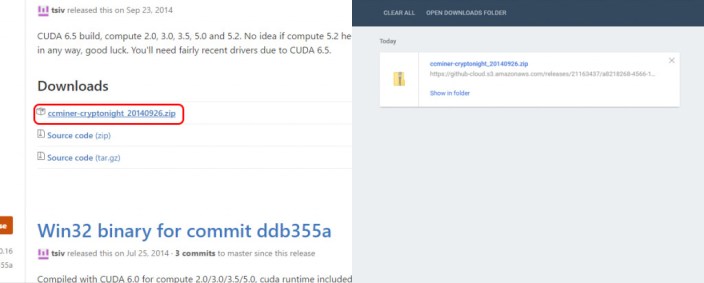 tsiv released this on Sep 23, 2014
CUDA 6.5 build, compute 2.0, 3.0, 3.5, 5.0 and 5.2. No idea if compute 5.2 he
in any way, good luck. You'll need fairly recent drivers due to CUDA 6.5.
Downloads
ccminer-cryptonight_20140926.zip
Source code (zip)
Source code (tar.gz)
se
0.16
55a
Win32 binary for commit ddb355a
tsiv released this on Jul 25, 2014 · 3 commits to master since this release
Compiled with CUDA 6.0 for compute 2.0/3.0/3.5/5.0, cuda runtime included
CLEAR ALL OPEN DOWNLOADS FOLDER
Today
ccminer-cryptonight_20140926.zip
https://github-cloud.s3.amazonaws.com/releases/21163437/a8218368-4566-1...
Show in folder